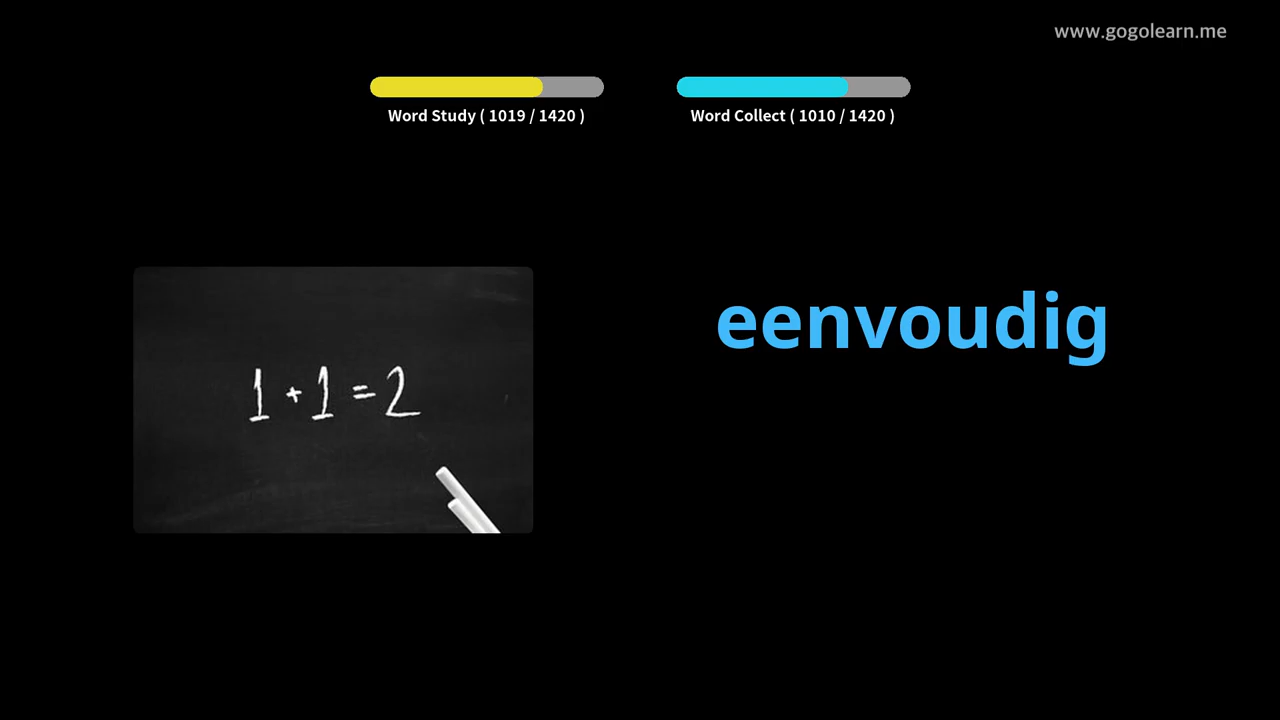 www.gogolearn.me
Word Study ( 1019 / 1420 )
Word Collect ( 1010 / 1420 )
eenvoudig
1 + 1 = 2